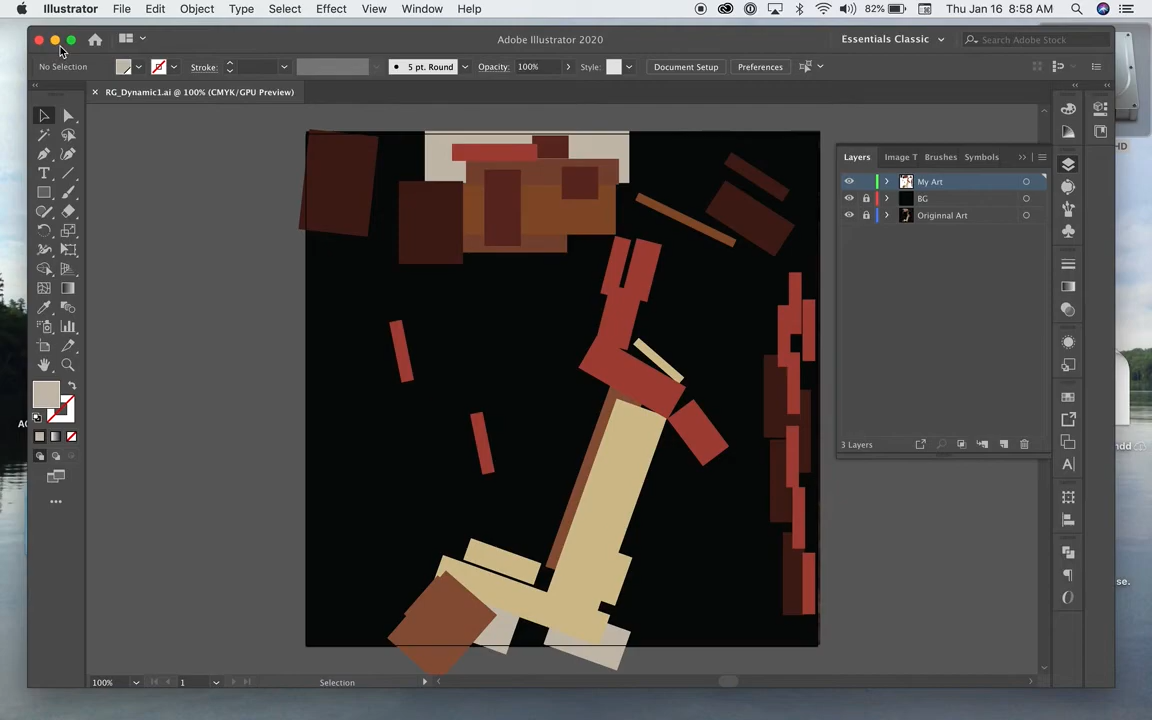 Illustrator File Edit Object Type Select Effect View Window Help 82% Thu Jan 16 8:58 AM
Adobe Illustrator 2020 Essentials Classic Search Adobe Stock
No Selection Stroke: 5 pt. Round Opacity: 100% Style: Document Setup Preferences
× RG_Dynamic1.ai @ 100% (CMYK/GPU Preview)
Layers Image T Brushes Symbols
My Art
BG
Originnal Art
3 Layers
100% 1 Selection
HD
ndd
se.